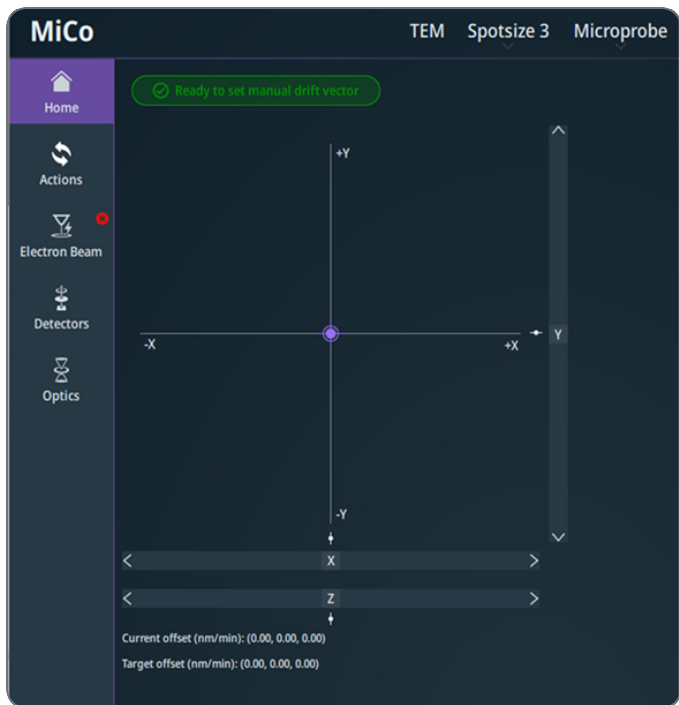 MiCo
TEM Spotsize 3 Microprobe
Home
Actions
Electron Beam
Detectors
Optics
Ready to set manual drift vector
+Y
-X
+X
Y
-Y
X
Z
Current offset (nm/min): (0.00, 0.00, 0.00)
Target offset (nm/min): (0.00, 0.00, 0.00)